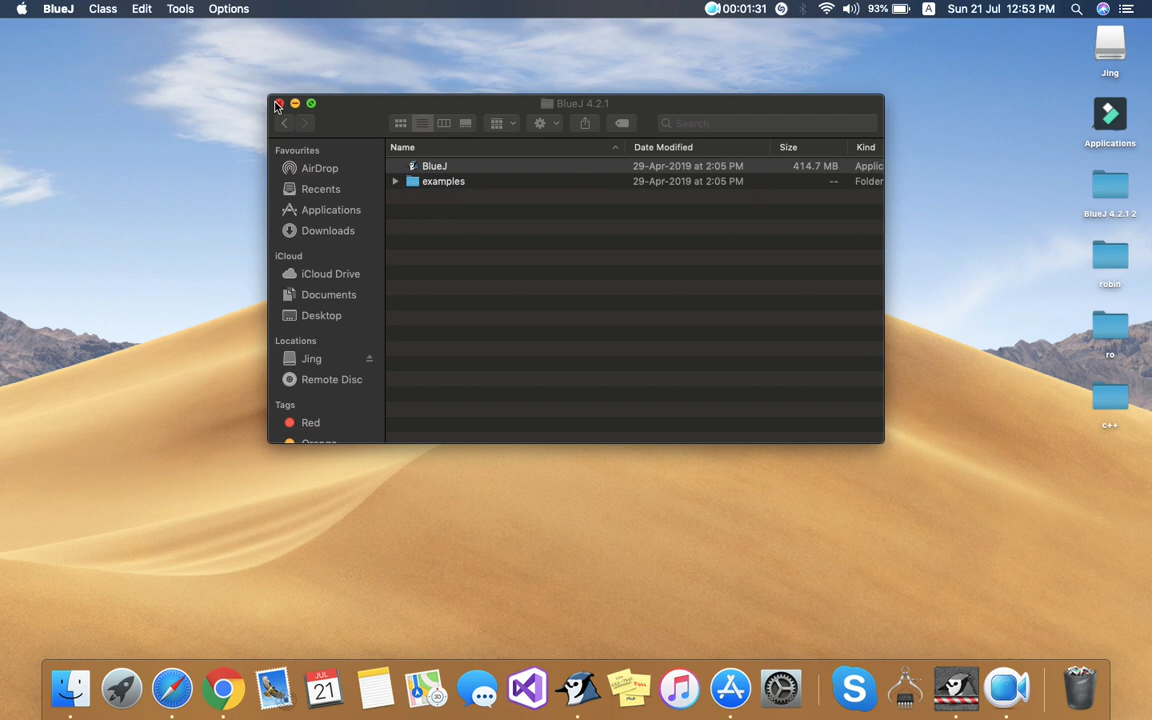 BlueJ Class Edit Tools Options 00:01:31 93% A Sun 21 Jul 12:53 PM
Jing
Applications
BlueJ 4.2.1 2
robin
ro
c++
BlueJ 4.2.1
Search
Favourites
AirDrop
Recents
Applications
Downloads
iCloud
iCloud Drive
Documents
Desktop
Locations
Jing
Remote Disc
Tags
Red
Orange
Name Date Modified Size Kind
BlueJ 29-Apr-2019 at 2:05 PM 414.7 MB Applic
examples 29-Apr-2019 at 2:05 PM -- Folder
JUL
21